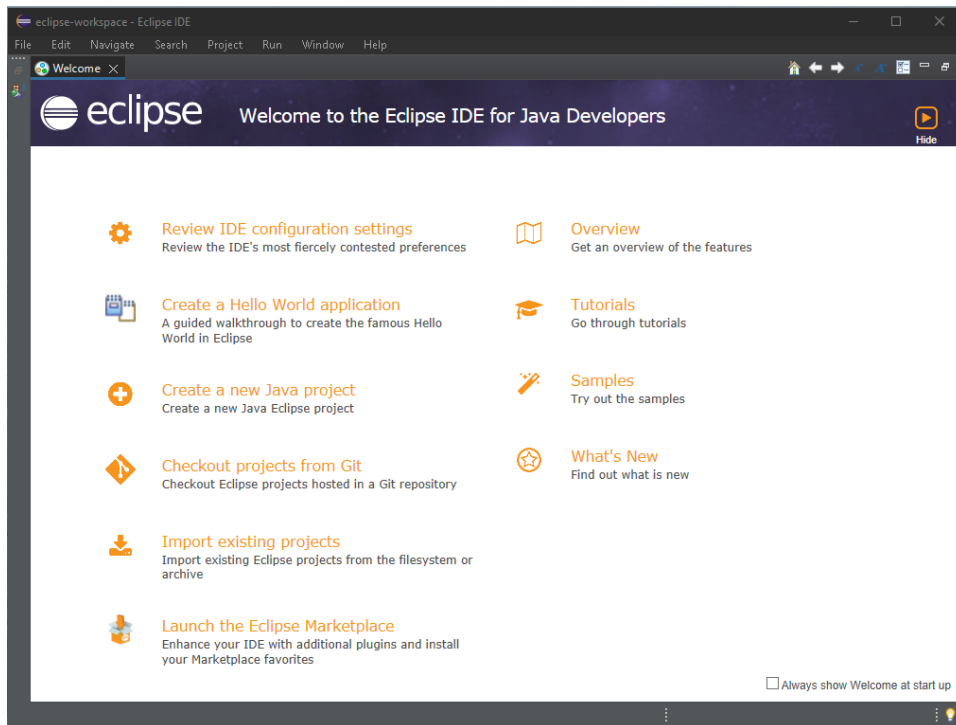 eclipse-workspace - Eclipse IDE
File Edit Navigate Search Project Run Window Help
Welcome
eclipse Welcome to the Eclipse IDE for Java Developers
Hide
Review IDE configuration settings
Review the IDE's most fiercely contested preferences
Create a Hello World application
A guided walkthrough to create the famous Hello
World in Eclipse
Create a new Java project
Create a new Java Eclipse project
Checkout projects from Git
Checkout Eclipse projects hosted in a Git repository
Import existing projects
Import existing Eclipse projects from the filesystem or
archive
Launch the Eclipse Marketplace
Enhance your IDE with additional plugins and install
your Marketplace favorites
Overview
Get an overview of the features
Tutorials
Go through tutorials
Samples
Try out the samples
What's New
Find out what is new
Always show Welcome at start up